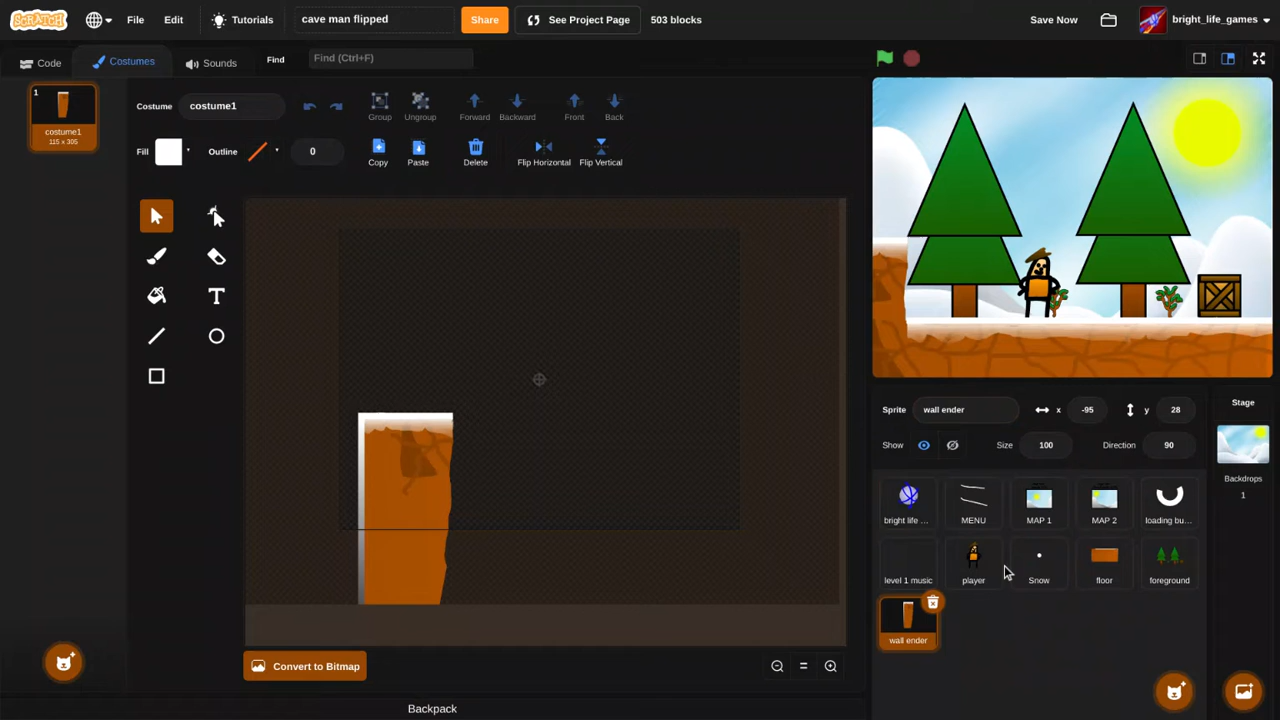 SCRATCH File Edit Tutorials cave man flipped Share See Project Page 503 blocks Save Now bright_life_games
Code Costumes Sounds Find Find (Ctrl+F)
1
costume1
115 x 305
Costume costume1 Group Ungroup Forward Backward Front Back
Fill Outline 0 Copy Paste Delete Flip Horizontal Flip Vertical
T
Convert to Bitmap
Backpack
Sprite wall ender x -95 y 28
Show Size 100 Direction 90
Stage
Backdrops
1
bright life ... MENU MAP 1 MAP 2 loading bu...
level 1 music player Snow floor foreground
wall ender